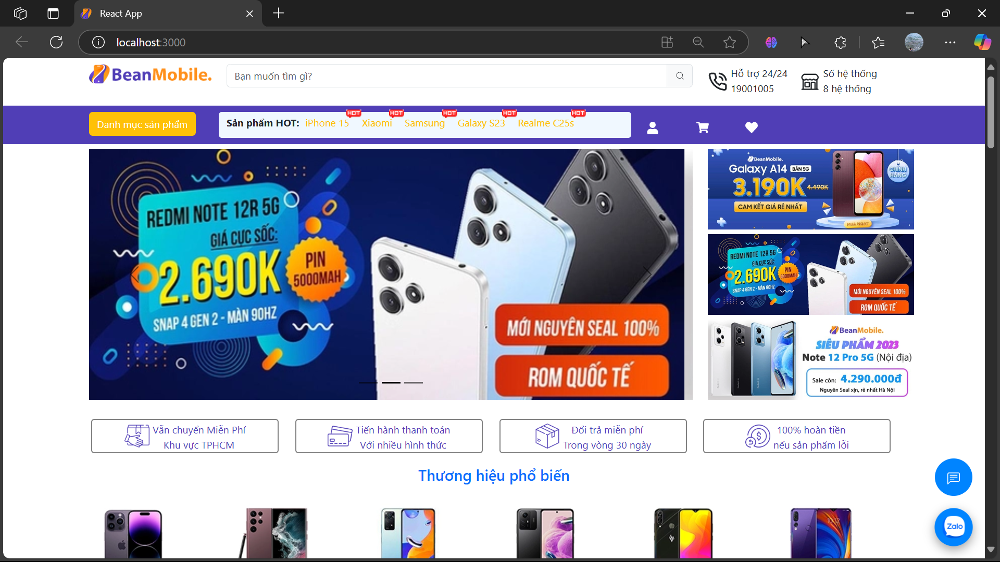 React App
localhost:3000
BeanMobile.
Bạn muốn tìm gì?
Hỗ trợ 24/24
19001005
Số hệ thống
8 hệ thống
Danh mục sản phẩm
Sản phẩm HOT: iPhone 15 HOT Xiaomi HOT Samsung HOT Galaxy S23 HOT Realme C25s HOT
REDMI NOTE 12R 5G
GIÁ CỰC SỐC:
2.690K
PIN
5000MAH
SNAP 4 GEN 2 - MÀN 90HZ
MỚI NGUYÊN SEAL 100%
ROM QUỐC TẾ
BeanMobile.
Galaxy A14 BẢN 5G
3.190K 4.490K
CAM KẾT GIÁ RẺ NHẤT
CHÍNH
HÃNG
MUA NGAY
REDMI NOTE 12R 5G
GIÁ CỰC SỐC:
2.690K
PIN
5000MAH
SNAP 4 GEN 2 - MÀN 90HZ
MỚI NGUYÊN SEAL 100%
ROM QUỐC TẾ
BeanMobile.
SIÊU PHẨM 2023
Note 12 Pro 5G (Nội địa)
Sale còn: 4.290.000đ
Nguyên Seal xịn, rẻ nhất Hà Nội
Vẫn chuyển Miễn Phí
Khu vực TPHCM
Tiến hành thanh toán
Với nhiều hình thức
Đổi trả miễn phí
Trong vòng 30 ngày
100% hoàn tiền
nếu sản phẩm lỗi
Thương hiệu phổ biến
10:12
Zalo